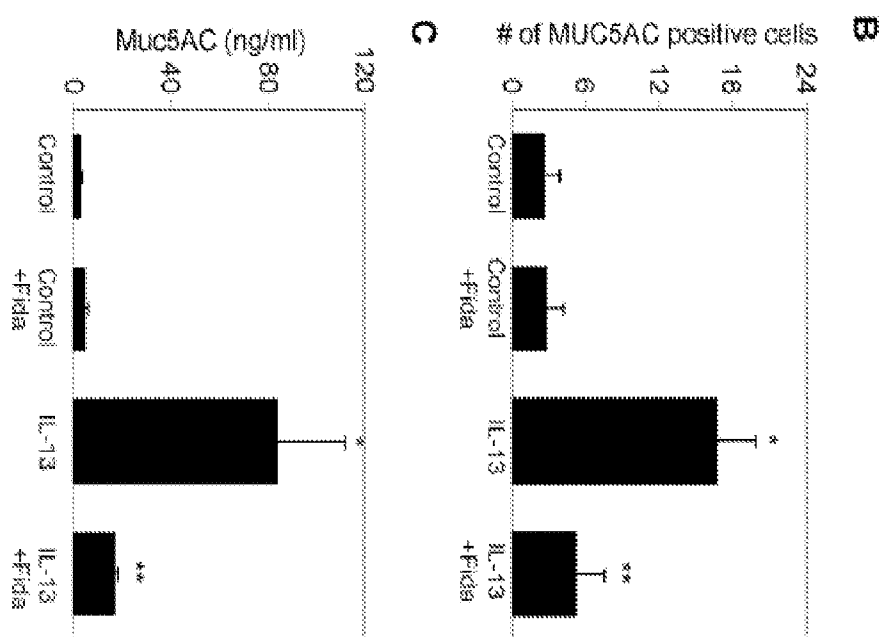 B
# of MUC5AC positive cells
24
18
12
6
0
Control
Control
+Fida
IL-13
IL-13
+Fida
*
**
C
Muc5AC (ng/ml)
120
80
40
0
Control
Control
+Fida
IL-13
IL-13
+Fida
*
**